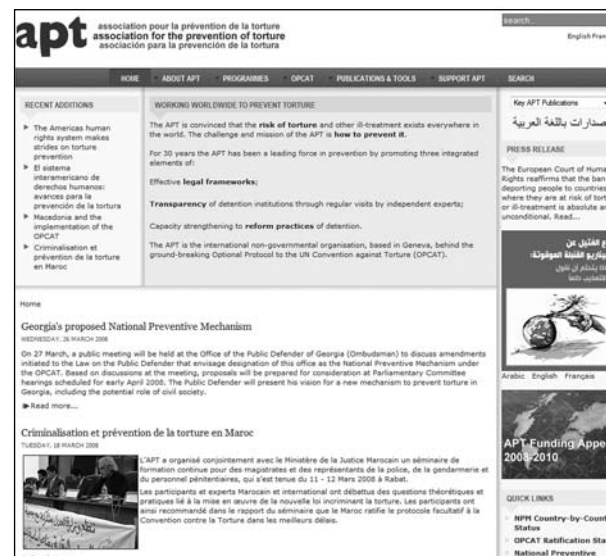 apt
association pour la prévention de la torture
association for the prevention of torture
asociación para la prevención de la tortura
search
English Fran
HOME
ABOUT APT
PROGRAMMES
OPCAT
PUBLICATIONS & TOOLS
SUPPORT APT
SEARCH
RECENT ADDITIONS
The Americas human
rights system makes
strides on torture
prevention
El sistema
interamericano de
derechos humanos:
avances para la
prevención de la tortura
Macedonia and the
implementation of the
OPCAT
Criminalisation et
prévention de la torture
en Maroc
WORKING WORLDWIDE TO PREVENT TORTURE
The APT is convinced that the risk of torture and other ill-treatment exists everywhere in
the world. The challenge and mission of the APT is how to prevent it.
For 30 years the APT has been a leading force in prevention by promoting three integrated
elements of:
Effective legal frameworks;
Transparency of detention institutions through regular visits by independent experts;
Capacity strengthening to reform practices of detention.
The APT is the international non-governmental organisation, based in Geneva, behind the
ground-breaking Optional Protocol to the UN Convention against Torture (OPCAT).
Key APT Publications
صدارات باللغة العربية
PRESS RELEASE
The European Court of Huma
Rights reaffirms that the ban
deporting people to countries
where they are at risk of tort
or ill-treatment is absolute an
unconditional. Read...
Arabic English Français
APT Funding Appe
2008-2010
QUICK LINKS
NPM Country-by-Count
Status
OPCAT Ratification Sta
National Preventive
Home
Georgia's proposed National Preventive Mechanism
WEDNESDAY, 26 MARCH 2008
On 27 March, a public meeting will be held at the Office of the Public Defender of Georgia (Ombudsman) to discuss amendments
initiated to the Law on the Public Defender that envisage designation of this office as the National Preventive Mechanism under
the OPCAT. Based on discussions at the meeting, proposals will be prepared for consideration at Parliamentary Committee
hearings scheduled for early April 2008. The Public Defender will present his vision for a new mechanism to prevent torture in
Georgia, including the potential role of civil society.
Read more...
Criminalisation et prévention de la torture en Maroc
TUESDAY, 18 MARCH 2008
L'APT a organisé conjointement avec le Ministère de la Justice Marocain un séminaire de
formation continue pour des magistrates et des représentants de la police, de la gendarmerie et
du personnel pénitentiaires, qui s'est tenue du 11 - 12 Mars 2008 à Rabat.
Les participants et experts Marocain et international ont débattus des questions théorétiques et
pratiques lié à la mise en œuvre de la nouvelle loi incriminant la torture. Les participants ont
ainsi recommandé dans le rapport du séminaire que le Maroc ratifie le protocole facultatif à la
Convention contre la Torture dans les meilleurs délais.